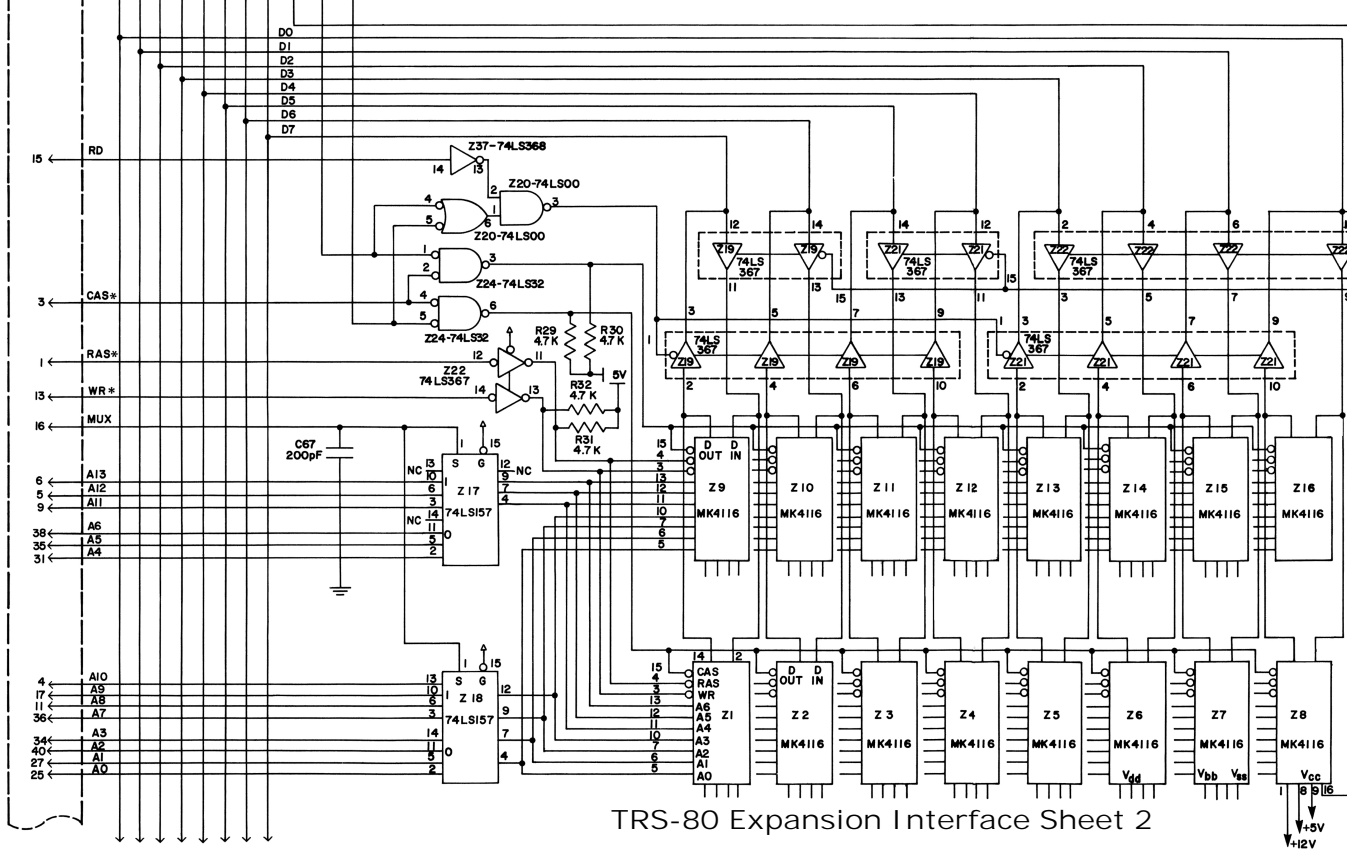 D0
D1
D2
D3
D4
D5
D6
D7
15 RD
Z37-74LS368
14 13
Z20-74LS00
2 1 3
4 5 6
Z20-74LS00
1 2 3
Z24-74LS32
3 CAS*
4 5 6
Z24-74LS32
R29 4.7 K
R30 4.7 K
1 RAS*
12 11
Z22
74LS367
5V
13 WR*
14 13
R32
4.7 K
R31
4.7 K
16 MUX
C67
200pF
12 14 14 12 2 4 6
Z19 Z19 Z21 Z21 Z22 Z22 Z22 Z22
74LS 367
74LS 367
74LS 367
11 13 15 13 11 15 3 5 7
3 5 7 9 3 5 7 9
1 74LS 367
1 74LS 367
Z19 Z19 Z19 Z19 Z21 Z21 Z21 Z21
2 4 6 10 2 4 6 10
1 15
S G
NC 13 12 NC
6 A13 10 I 9
5 A12 6 Z17 7
9 A11 3 4
74LS157
NC 14
38 A6 11 O
35 A5 5
31 A4 2
15
4
3
13
12
11
10
7
6
5
D OUT D IN
Z9 Z10 Z11 Z12 Z13 Z14 Z15 Z16
MK4116 MK4116 MK4116 MK4116 MK4116 MK4116 MK4116 MK4116
1 15
4 A10 13 S G
17 A9 10 I Z18 12
11 A8 6
36 A7 3 74LS157 9
34 A3 14 7
40 A2 11 O
27 A1 5 4
25 A0 2
14 2
15 CAS
4 RAS
3 WR
13 A6
12 A5
11 A4
10 A3
7 A2
6 A1
5 A0
D OUT D IN
Z1 Z2 Z3 Z4 Z5 Z6 Z7 Z8
MK4116 MK4116 MK4116 MK4116 MK4116 MK4116 MK4116
Vdd Vbb Vss Vcc
1 8 9 16
TRS-80 Expansion Interface Sheet 2
+5V
+12V